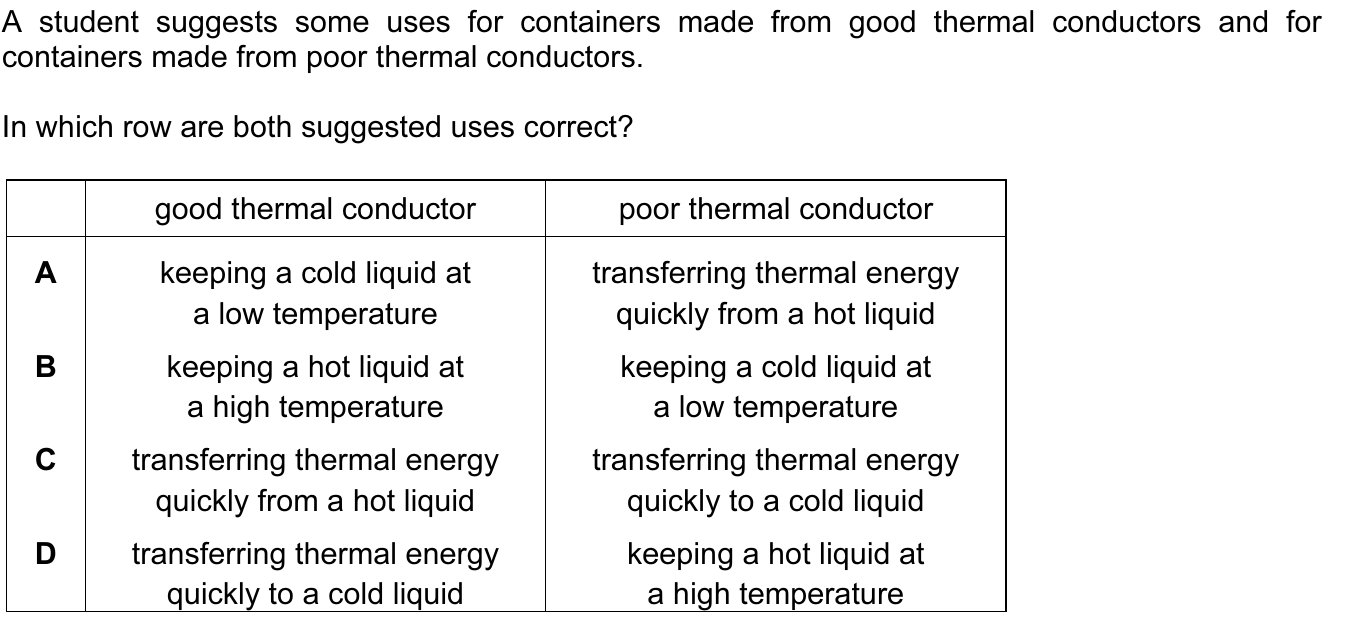 A student suggests some uses for containers made from good thermal conductors and for
containers made from poor thermal conductors.
In which row are both suggested uses correct?
good thermal conductor poor thermal conductor
A keeping a cold liquid at transferring thermal energy
a low temperature quickly from a hot liquid
B keeping a hot liquid at keeping a cold liquid at
a high temperature a low temperature
C transferring thermal energy transferring thermal energy
quickly from a hot liquid quickly to a cold liquid
D transferring thermal energy keeping a hot liquid at
quickly to a cold liquid a high temperature